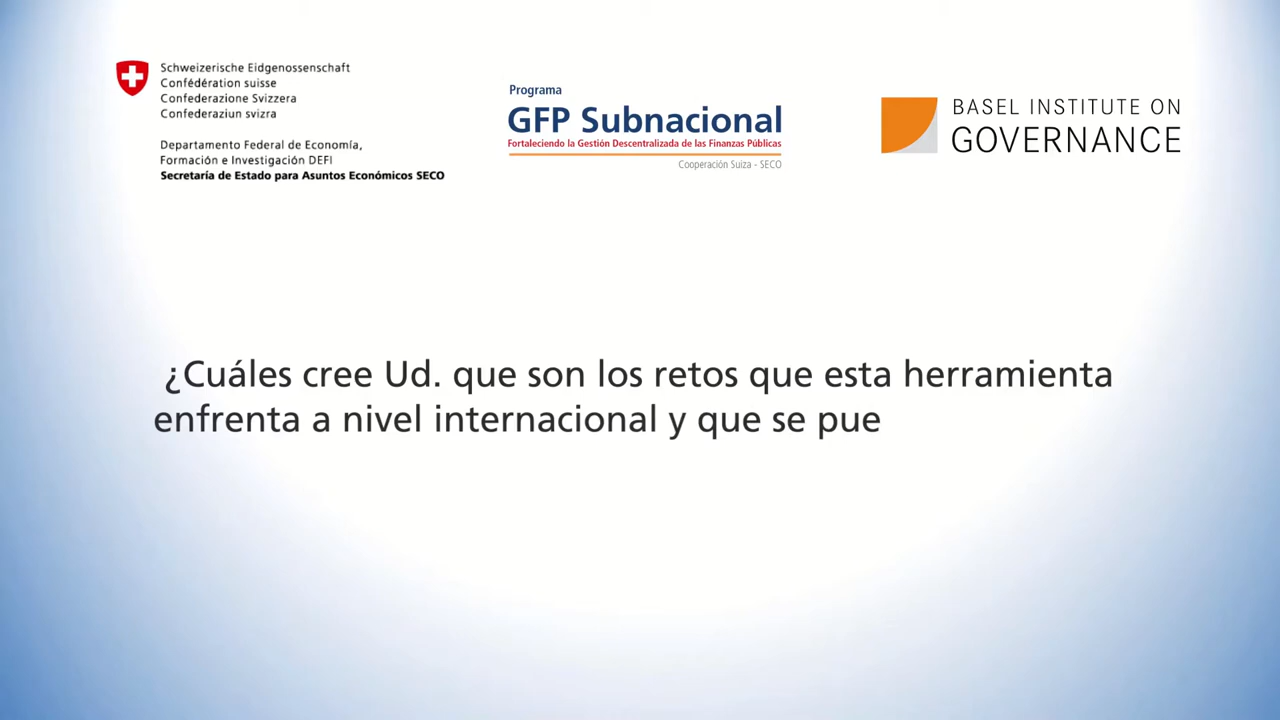 Schweizerische Eidgenossenschaft
Confédération suisse
Confederazione Svizzera
Confederaziun svizra
Departamento Federal de Economía,
Formación e Investigación DEFI
Secretaría de Estado para Asuntos Económicos SECO
Programa
GFP Subnacional
Fortaleciendo la Gestión Descentralizada de las Finanzas Públicas
Cooperación Suiza - SECO
BASEL INSTITUTE ON
GOVERNANCE
¿Cuáles cree Ud. que son los retos que esta herramienta
enfrenta a nivel internacional y que se pue